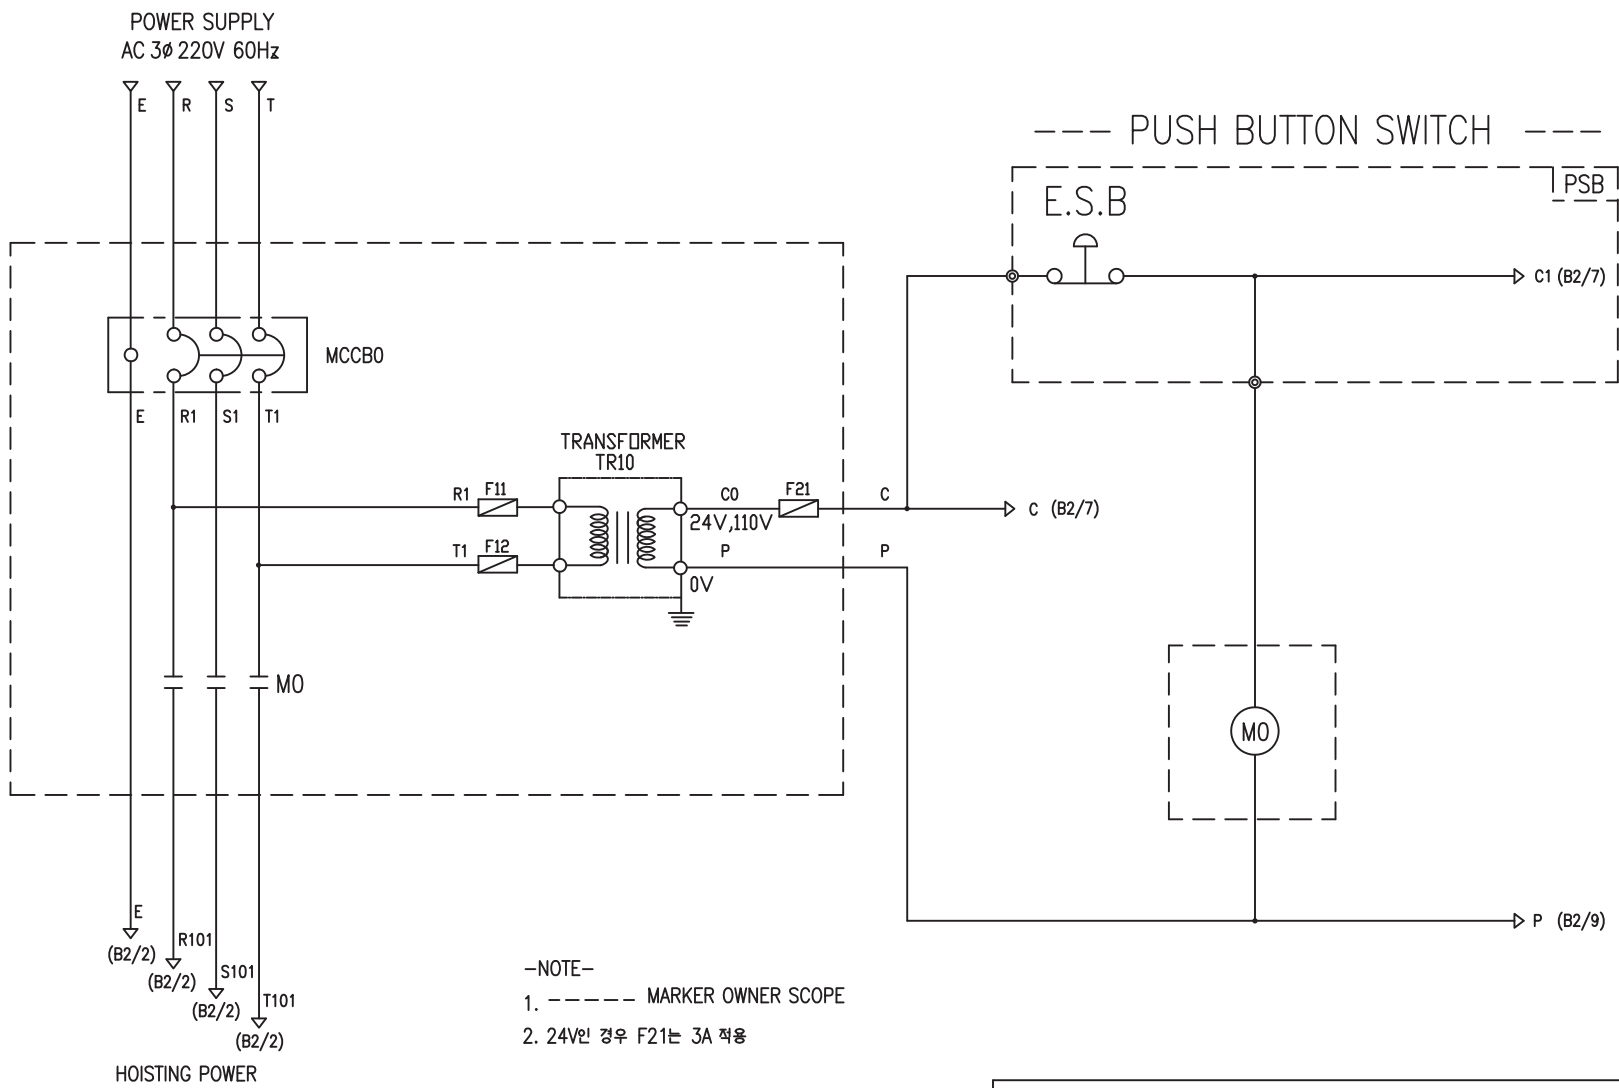 POWER SUPPLY
AC 3Ø 220V 60Hz
E R S T
PUSH BUTTON SWITCH
PSB
E.S.B
C1 (B2/7)
MCCB0
E R1 S1 T1
TRANSFORMER
TR10
R1 F11 C0 F21 C
24V,110V
C (B2/7)
T1 F12 P P
0V
M0
M0
E
(B2/2)
P (B2/9)
R101
(B2/2)
S101
(B2/2)
T101
(B2/2)
HOISTING POWER
-NOTE-
1. ------ MARKER OWNER SCOPE
2. 24V인 경우 F21는 3A 적용